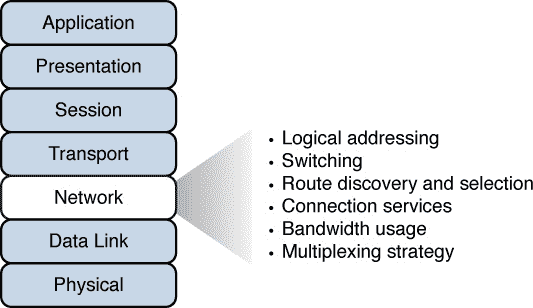 Application
Presentation
Session
Transport
Network
Data Link
Physical
• Logical addressing
• Switching
• Route discovery and selection
• Connection services
• Bandwidth usage
• Multiplexing strategy